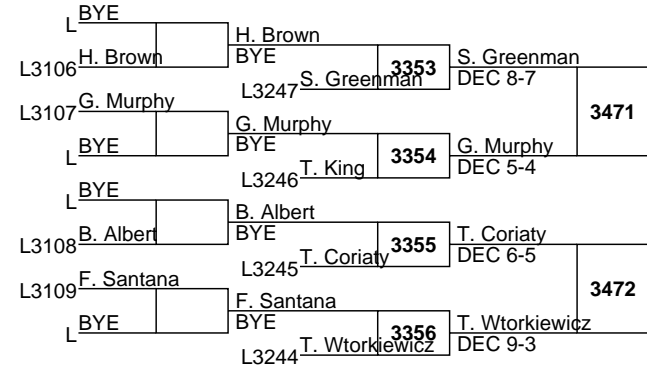 BYE
L
H. Brown
L3106
H. Brown
BYE
3353
S. Greenman
L3247
S. Greenman
DEC 8-7
L3107
G. Murphy
G. Murphy
BYE
L
BYE
3354
T. King
L3246
G. Murphy
DEC 5-4
3471
BYE
L
B. Albert
L3108
B. Albert
BYE
3355
T. Coriaty
L3245
T. Coriaty
DEC 6-5
L3109
F. Santana
F. Santana
BYE
L
BYE
3356
T. Wtorkiewicz
L3244
T. Wtorkiewicz
DEC 9-3
3472